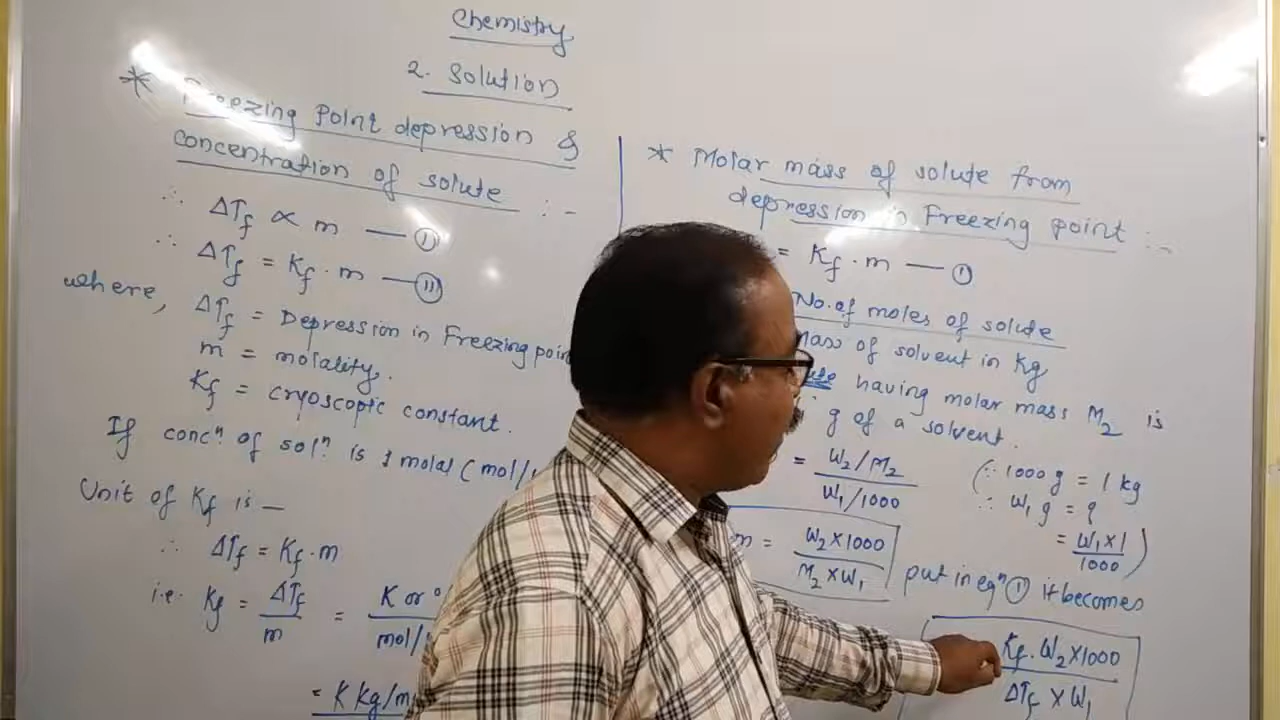 Chemistry
2. Solution
* Freezing Point depression &
concentration of solute :-
∴ ΔTf ∝ m — (I)
∴ ΔTf = Kf · m — (II)
where, ΔTf = Depression in Freezing poin
m = molality.
Kf = cryoscopic constant.
If concⁿ of solⁿ is 1 molal (mol/
Unit of Kf is —
∴ ΔTf = Kf · m
i.e. Kf = ΔTf / m = K or ° / mol/
= K kg/m
* Molar mass of solute from
depression in Freezing point :-
= Kf · m — (I)
No. of moles of solute
mass of solvent in kg
having molar mass M2 is
g of a solvent.
= W2/M2 / W1/1000
(∵ 1000 g = 1 kg
∴ W1 g = ?
= W1 × 1 / 1000 )
m = W2 × 1000 / M2 × W1
put in eqⁿ (I) it becomes
Kf · W2 × 1000 / ΔTf × W1